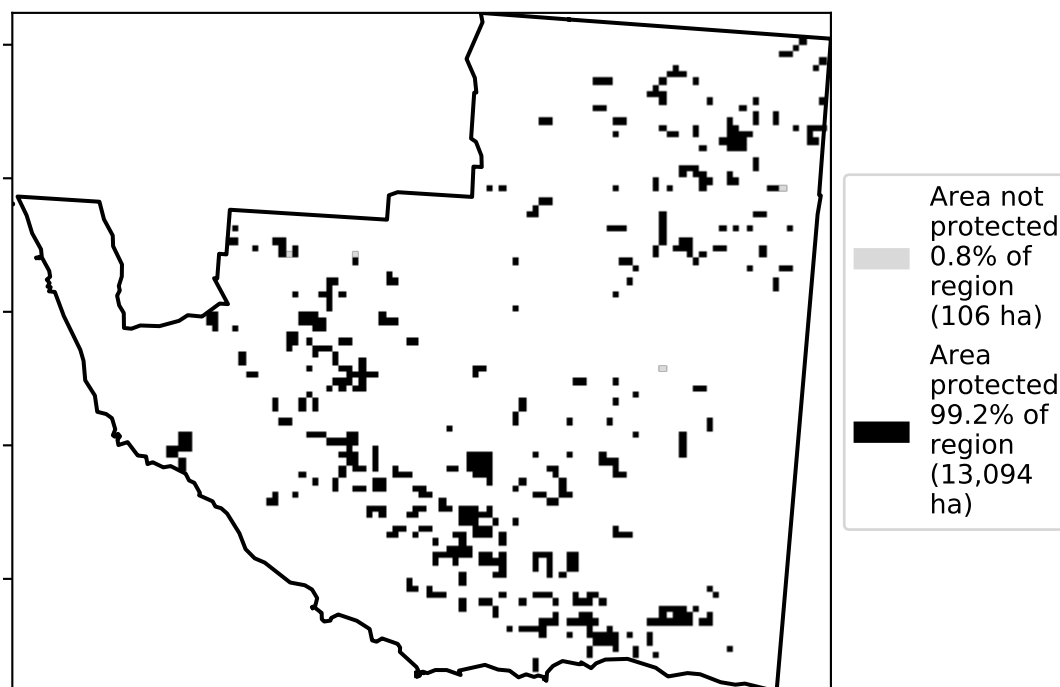 Area not
protected
0.8% of
region
(106 ha)
Area
protected
99.2% of
region
(13,094
ha)